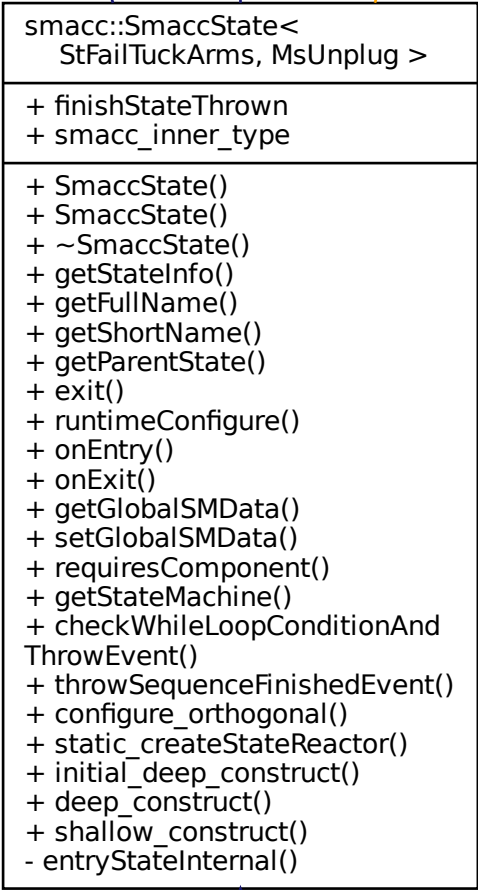 smacc::SmaccState<
StFailTuckArms, MsUnplug >
+ finishStateThrown
+ smacc_inner_type
+ SmaccState()
+ SmaccState()
+ ~SmaccState()
+ getStateInfo()
+ getFullName()
+ getShortName()
+ getParentState()
+ exit()
+ runtimeConfigure()
+ onEntry()
+ onExit()
+ getGlobalSMData()
+ setGlobalSMData()
+ requiresComponent()
+ getStateMachine()
+ checkWhileLoopConditionAnd
ThrowEvent()
+ throwSequenceFinishedEvent()
+ configure_orthogonal()
+ static_createStateReactor()
+ initial_deep_construct()
+ deep_construct()
+ shallow_construct()
- entryStateInternal()